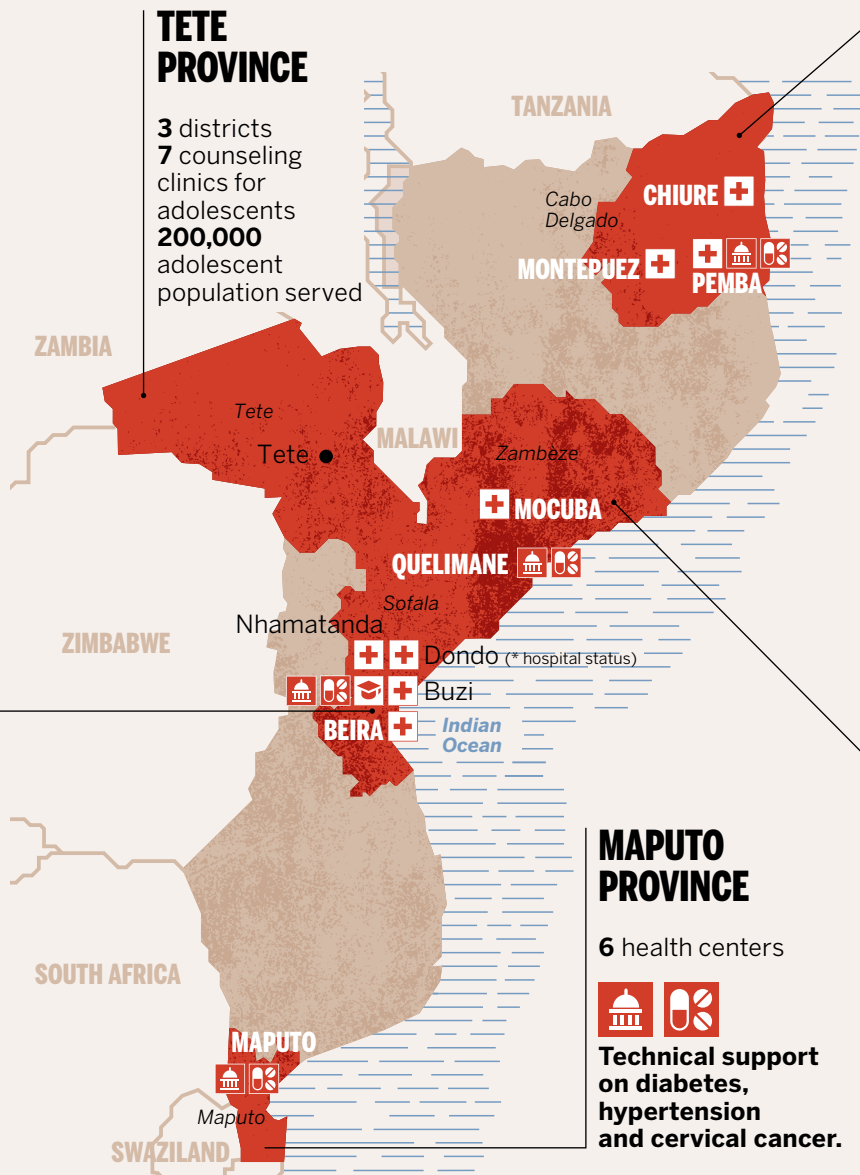 TETE
PROVINCE
3 districts
7 counseling
clinics for
adolescents
200,000
adolescent
population served
TANZANIA
Cabo
Delgado
CHIURE
MONTEPUEZ
PEMBA
ZAMBIA
Tete
Tete
MALAWI
Zambeze
MOCUBA
QUELIMANE
Sofala
Nhamatanda
ZIMBABWE
Dondo (* hospital status)
Buzi
BEIRA
Indian
Ocean
MAPUTO
PROVINCE
6 health centers
Technical support
on diabetes,
hypertension
and cervical cancer.
SOUTH AFRICA
MAPUTO
Maputo
SWAZILAND